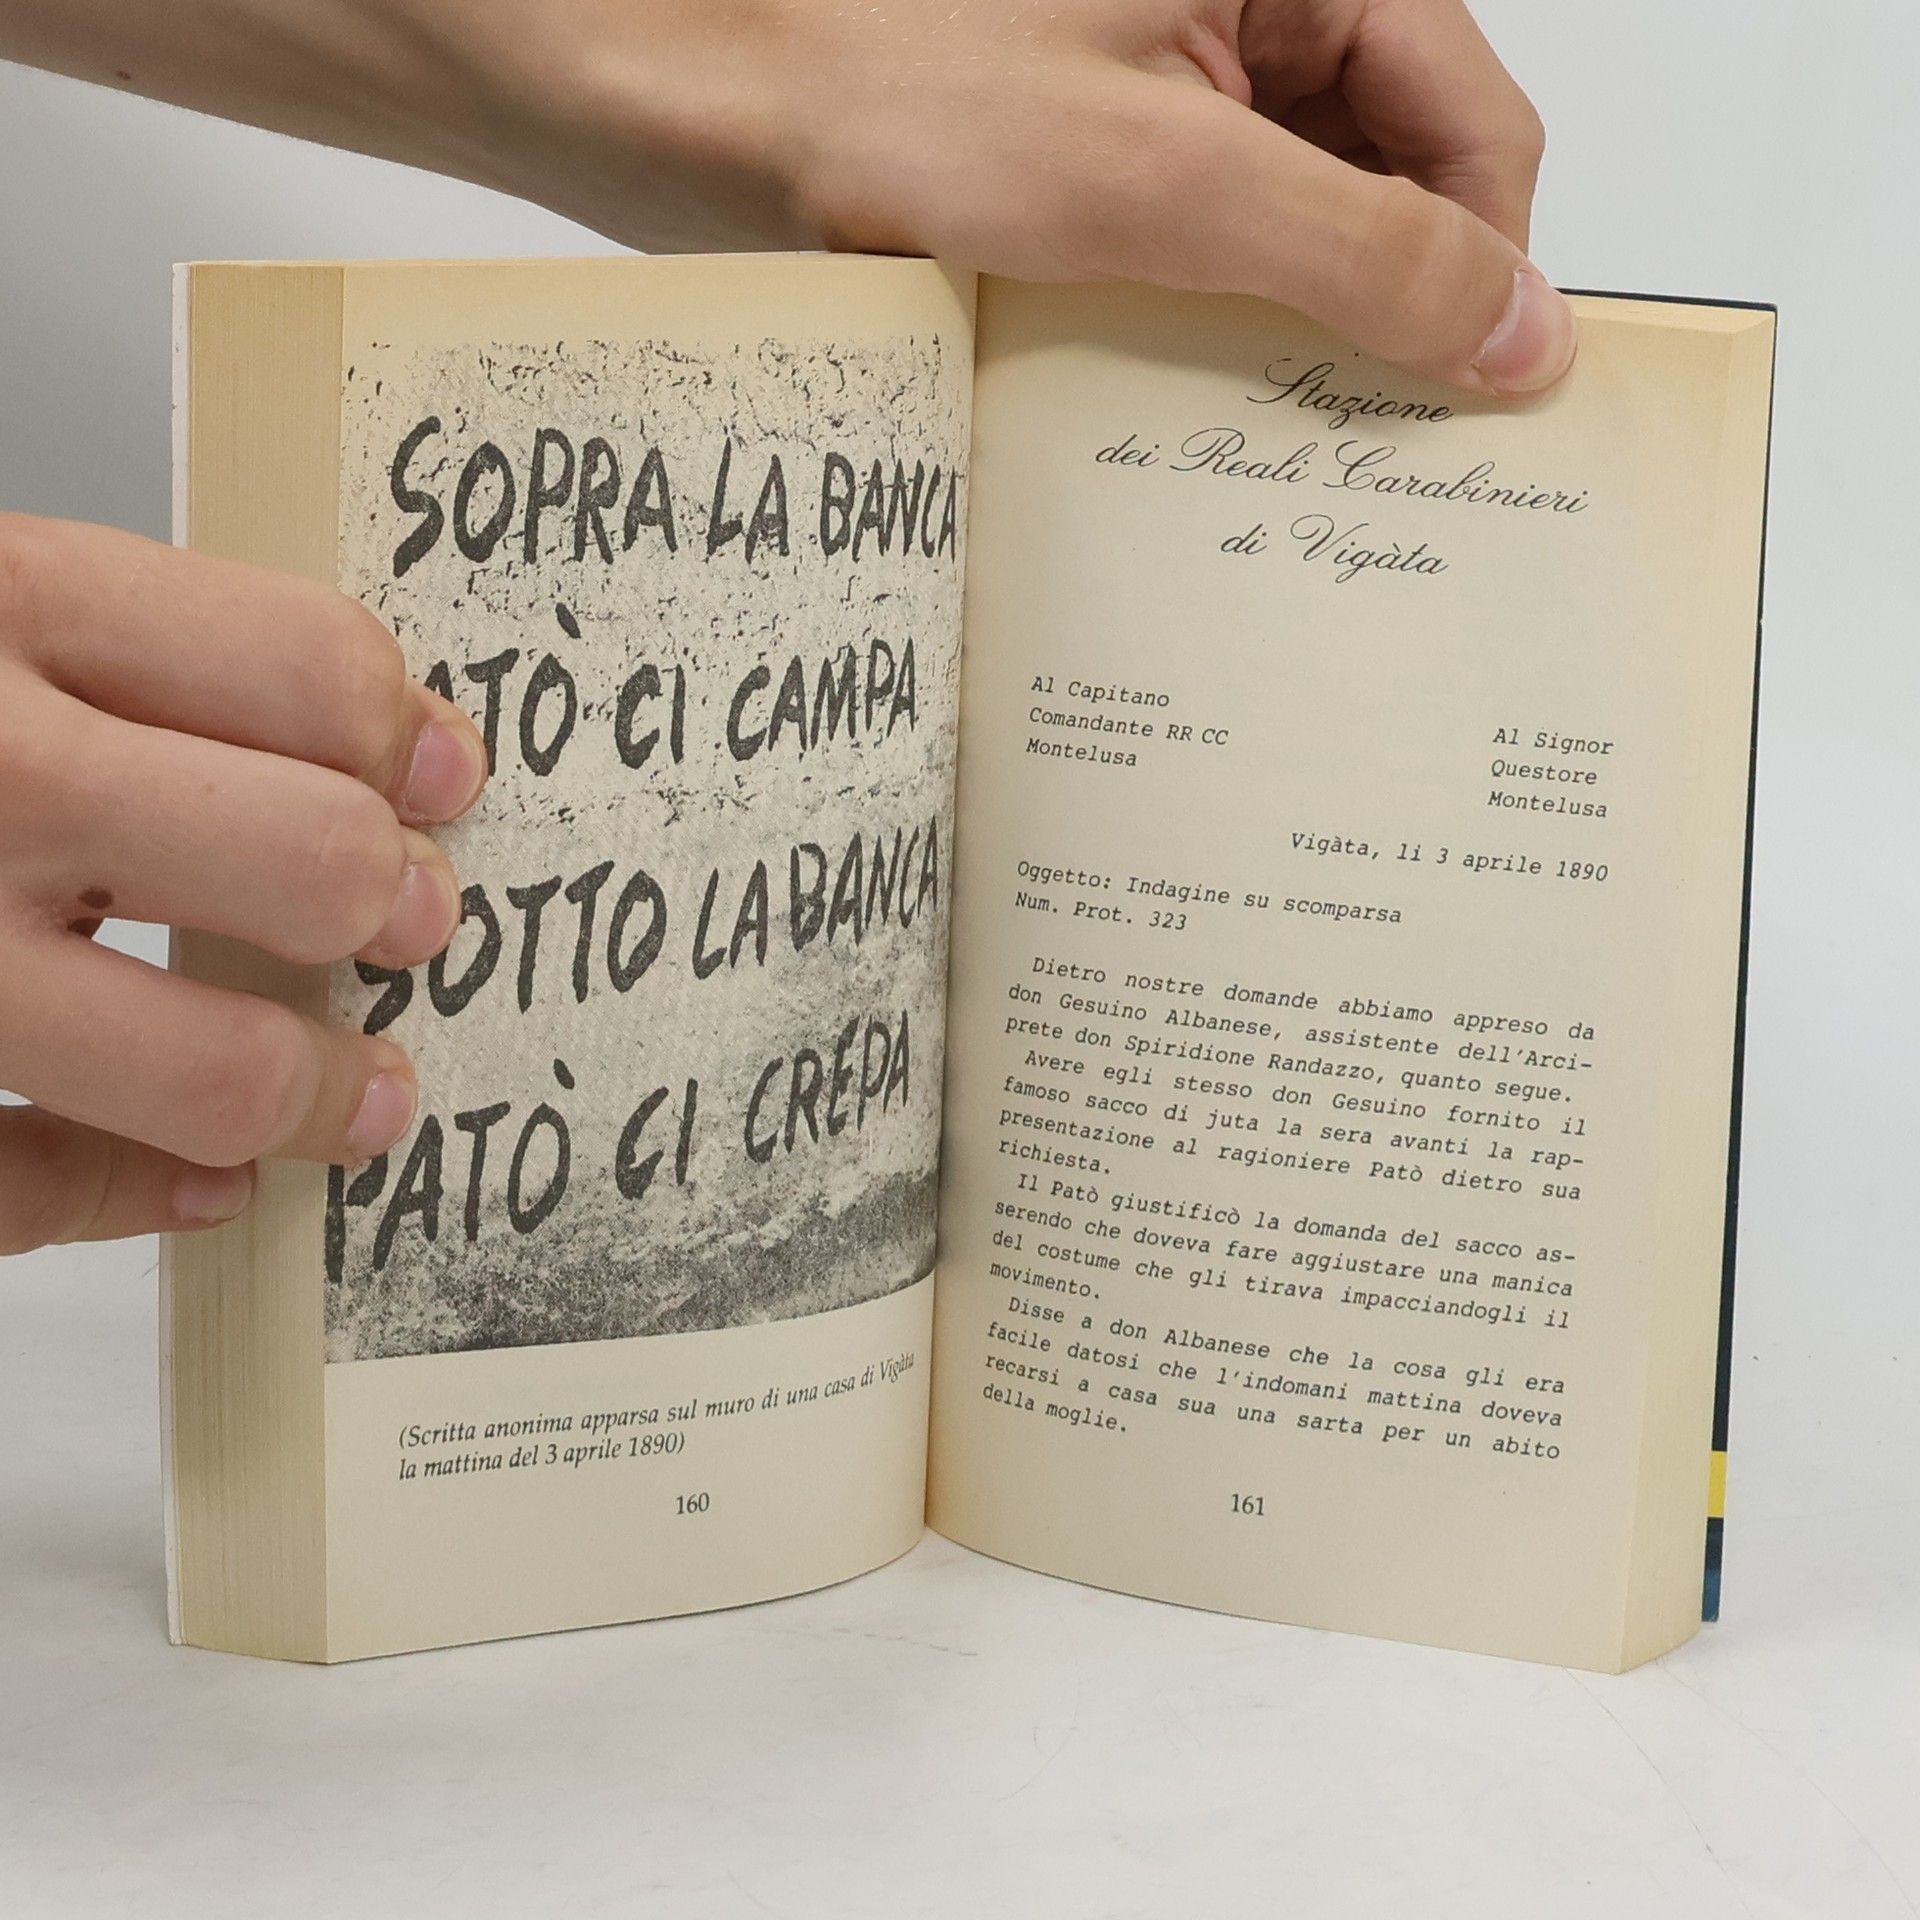 SOPRA LA BANCA
PATÒ CI CAMPA
SOTTO LA BANCA
PATÒ CI CREPA
(Scritta anonima apparsa sul muro di una casa di Vigàta
la mattina del 3 aprile 1890)
160
Stazione
dei Reali Carabinieri
di Vigàta
Al Capitano
Comandante RR CC
Montelusa
Al Signor
Questore
Montelusa
Vigàta, li 3 aprile 1890
Oggetto: Indagine su scomparsa
Num. Prot. 323
Dietro nostre domande abbiamo appreso da
don Gesuino Albanese, assistente dell'Arci-
prete don Spiridione Randazzo, quanto segue.
Avere egli stesso don Gesuino fornito il
famoso sacco di juta la sera avanti la rap-
presentazione al ragioniere Patò dietro sua
richiesta.
Il Patò giustificò la domanda del sacco as-
serendo che doveva fare aggiustare una manica
del costume che gli tirava impacciandogli il
movimento.
Disse a don Albanese che la cosa gli era
facile datosi che l'indomani mattina doveva
recarsi a casa sua una sarta per un abito
della moglie.
161